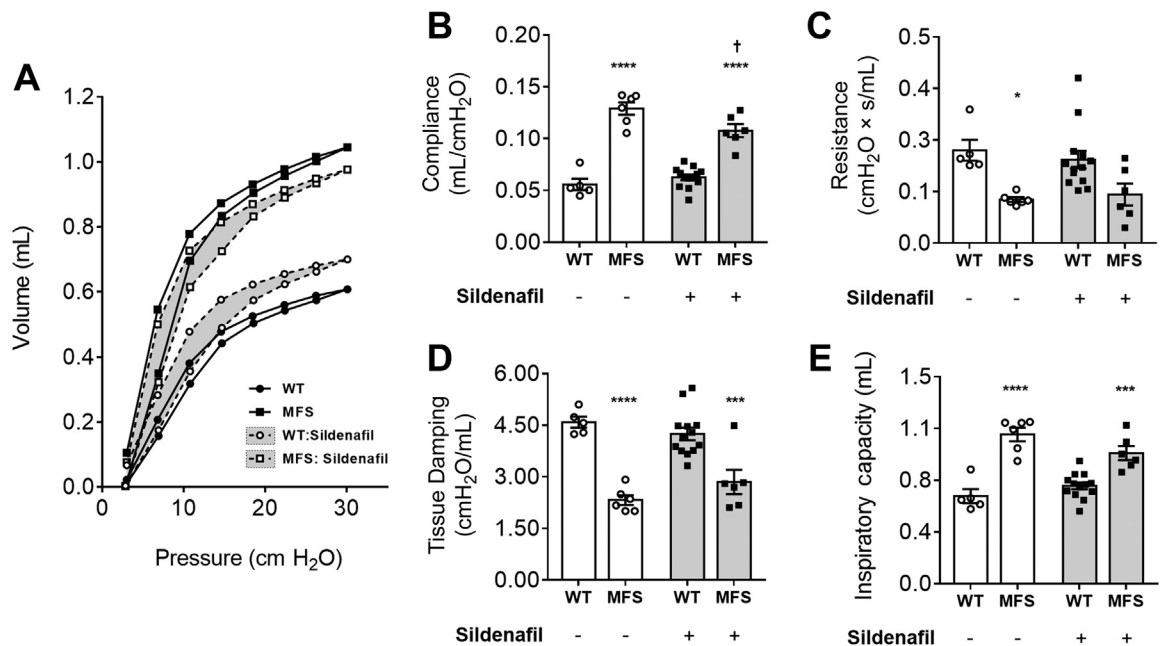 A
1.2
1.0
0.8
0.6
0.4
0.2
0.0
0 10 20 30
Volume (mL)
Pressure (cm H₂O)
WT
MFS
WT:Sildenafil
MFS: Sildenafil
B
0.20
0.15
0.10
0.05
0.00
Compliance
(mL/cmH₂O)
**** † ****
WT MFS WT MFS
Sildenafil - - + +
C
0.5
0.4
0.3
0.1
0.0
Resistance
(cmH₂O × s/mL)
*
WT MFS WT MFS
Sildenafil - - + +
D
6.00
4.50
3.00
1.50
0.00
Tissue Damping
(cmH₂O/mL)
**** ***
WT MFS WT MFS
Sildenafil - - + +
E
1.5
1.1
0.8
0.4
0.0
Inspiratory capacity (mL)
**** ***
WT MFS WT MFS
Sildenafil - - + +